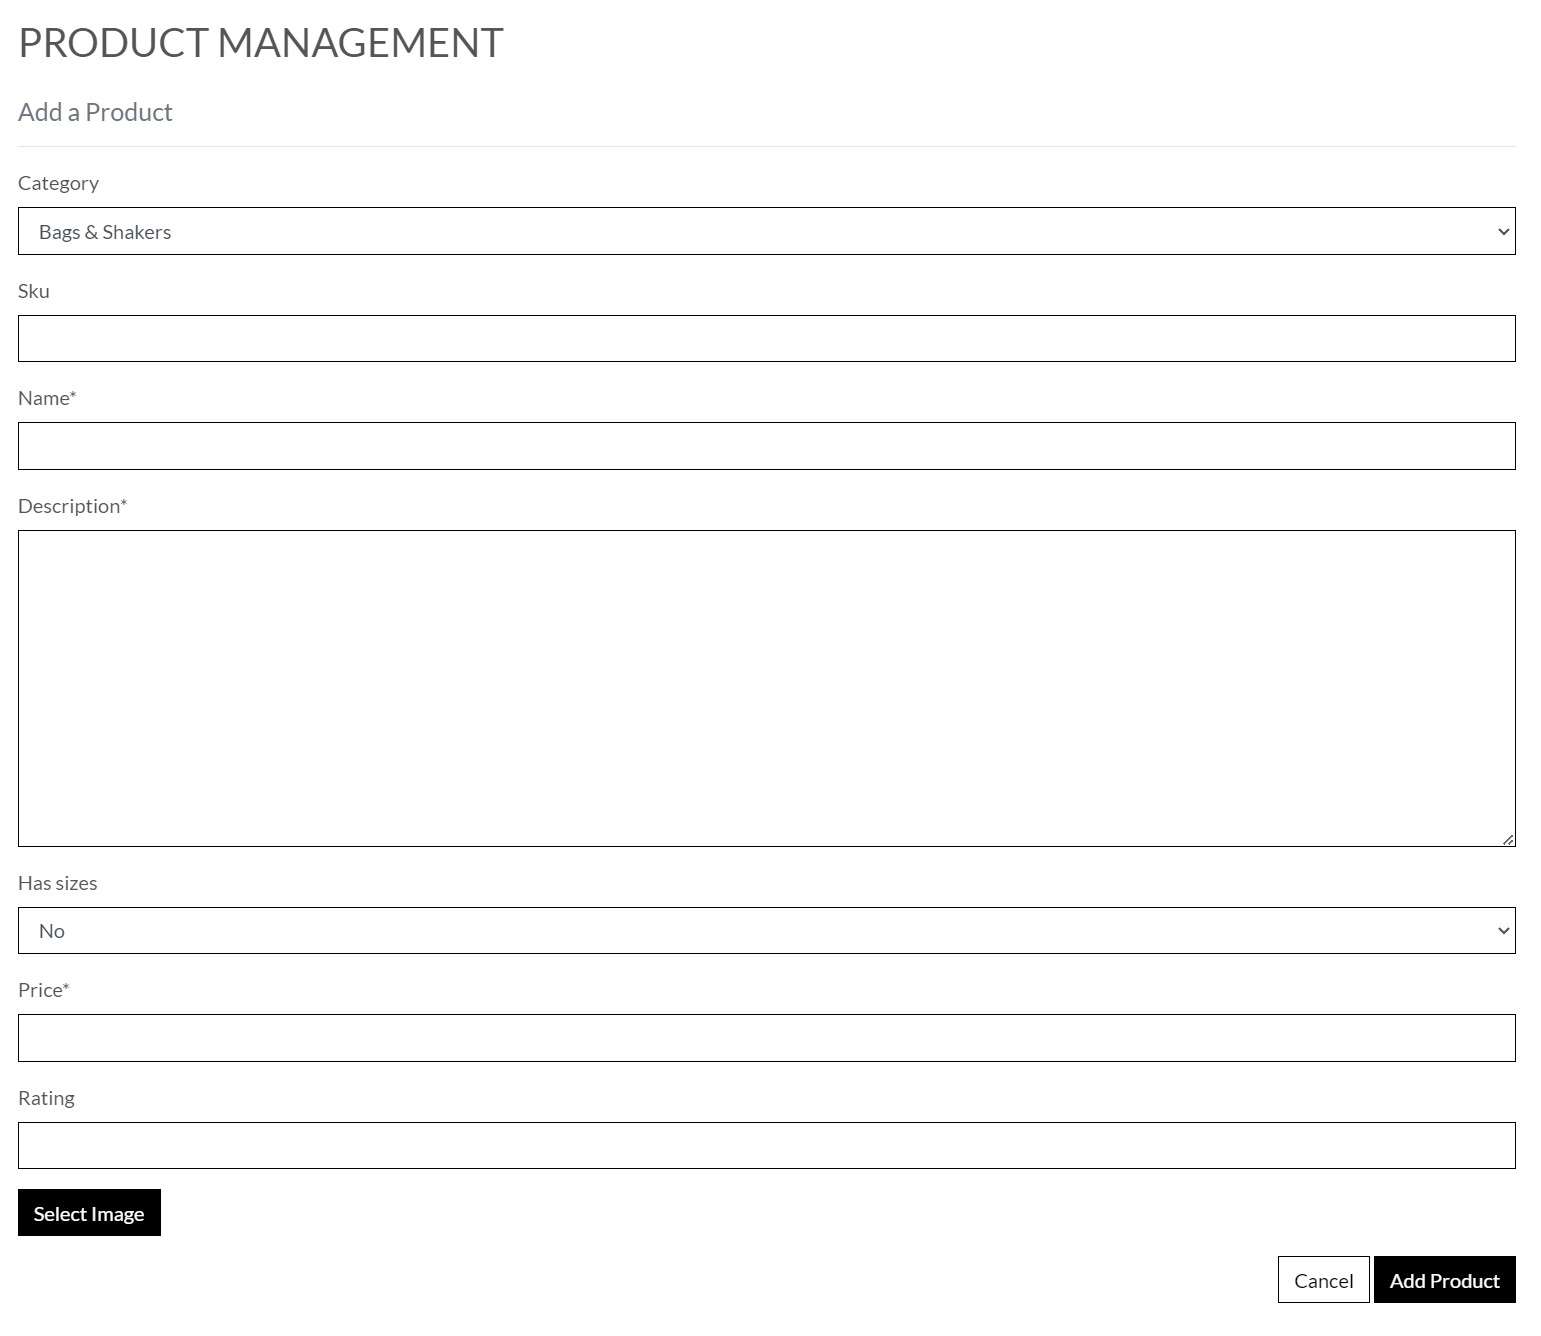 PRODUCT MANAGEMENT
Add a Product
Category
Bags & Shakers
Sku
Name*
Description*
Has sizes
No
Price*
Rating
Select Image
Cancel Add Product